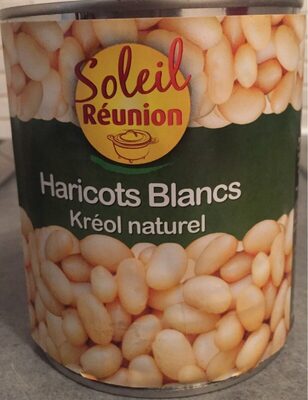 Soleil
Réunion
Haricots Blancs
Kréol naturel